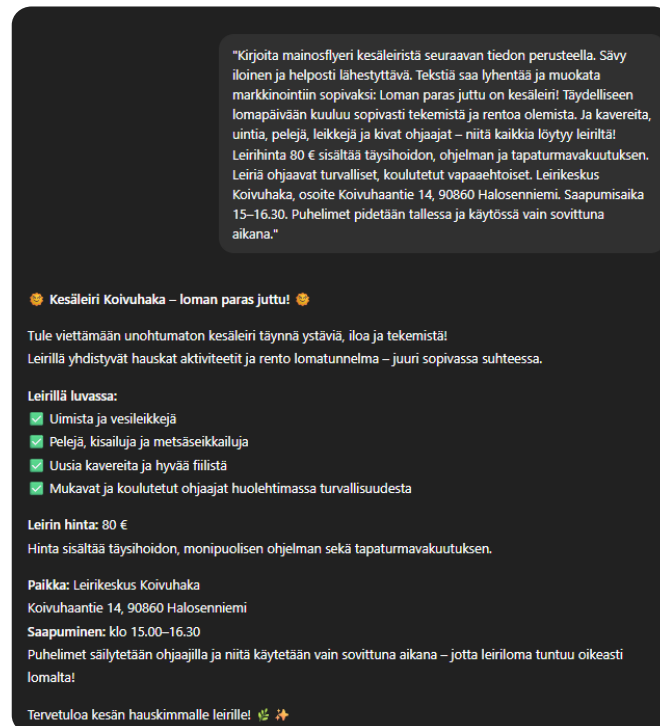 "Kirjoita mainosflyeri kesäleiristä seuraavan tiedon perusteella. Sävy
iloinen ja helposti lähestyttävä. Tekstiä saa lyhentää ja muokata
markkinointiin sopivaksi: Loman paras juttu on kesäleiri! Täydelliseen
lomapäivään kuuluu sopivasti tekemistä ja rentoa olemista. Ja kavereita,
uintia, pelejä, leikkejä ja kivat ohjaajat – niitä kaikkia löytyy leiriltä!
Leirihinta 80 € sisältää täysihoidon, ohjelman ja tapaturmavakuutuksen.
Leiriä ohjaavat turvalliset, koulutetut vapaaehtoiset. Leirikeskus
Koivuhaka, osoite Koivuhaantie 14, 90860 Halosenniemi. Saapumisaika
15–16.30. Puhelimet pidetään tallessa ja käytössä vain sovittuna
aikana."
🌞 Kesäleiri Koivuhaka – loman paras juttu! 🌞
Tule viettämään unohtumaton kesäleiri täynnä ystäviä, iloa ja tekemistä!
Leirillä yhdistyvät hauskat aktiviteetit ja rento lomatunnelma – juuri sopivassa suhteessa.
Leirillä luvassa:
✅ Uimista ja vesileikkejä
✅ Pelejä, kisailuja ja metsäseikkailuja
✅ Uusia kavereita ja hyvää fiilistä
✅ Mukavat ja koulutetut ohjaajat huolehtimassa turvallisuudesta
Leirin hinta: 80 €
Hinta sisältää täysihoidon, monipuolisen ohjelman sekä tapaturmavakuutuksen.
Paikka: Leirikeskus Koivuhaka
Koivuhaantie 14, 90860 Halosenniemi
Saapuminen: klo 15.00–16.30
Puhelimet säilytetään ohjaajilla ja niitä käytetään vain sovittuna aikana – jotta leiriloma tuntuu oikeasti
lomalta!
Tervetuloa kesän hauskimmalle leirille! 🌿 ✨